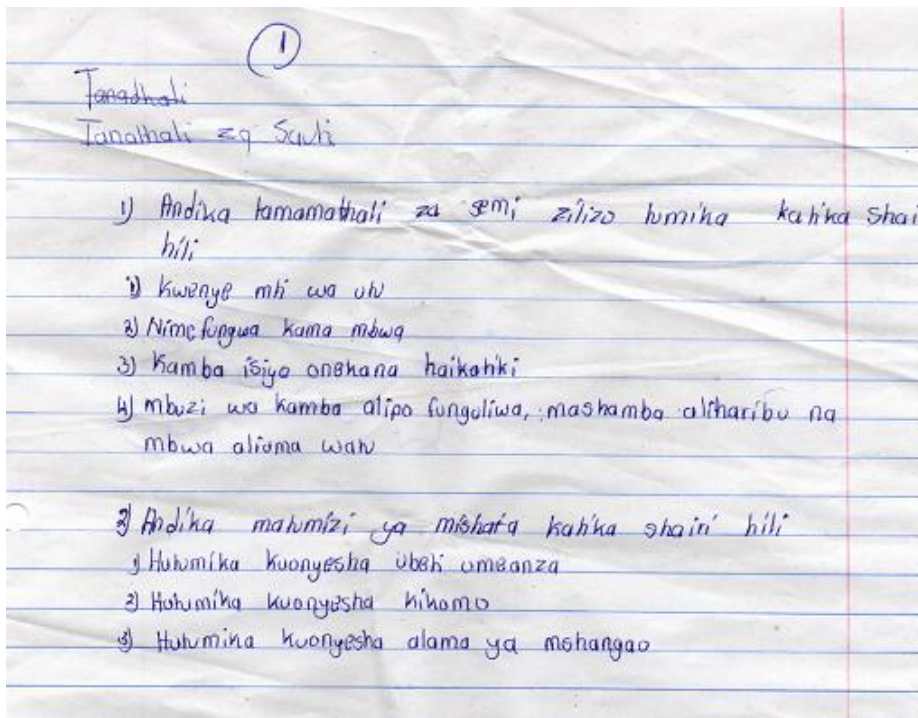 1
Tanadhali
Tanathali za Sauti
1) Andika tamamathali za semi zilizo tumika katika shai
hili
1) Kwenye mti wa utu
2) Nimefungwa kama mbwa
3) Kamba isiyo onekana haikatiki
4) mbuzi wa kamba alipo funguliwa, mashamba aliharibu na
mbwa aliuma watu
2) Andika matumizi ya mishata katika shairi hili
1) Hutumika kuonyesha ubeti umeanza
2) Hutumika kuonyesha kikomo
3) Hutumika kuonyesha alama ya mshangao